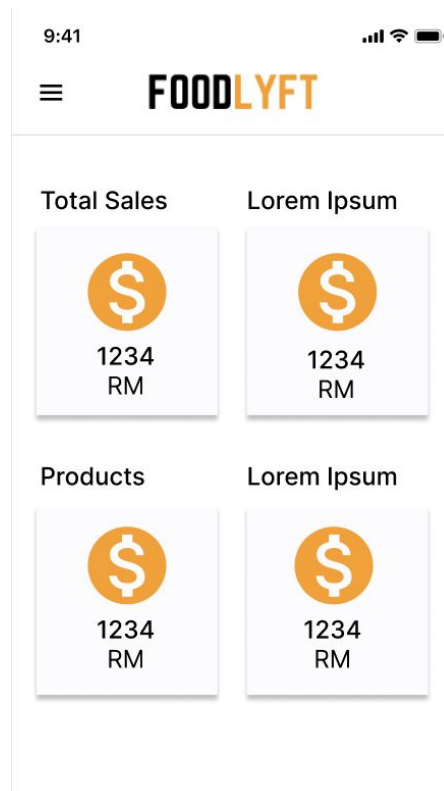 9:41
FOODLYFT
Total Sales
Lorem Ipsum
1234
RM
1234
RM
Products
Lorem Ipsum
1234
RM
1234
RM